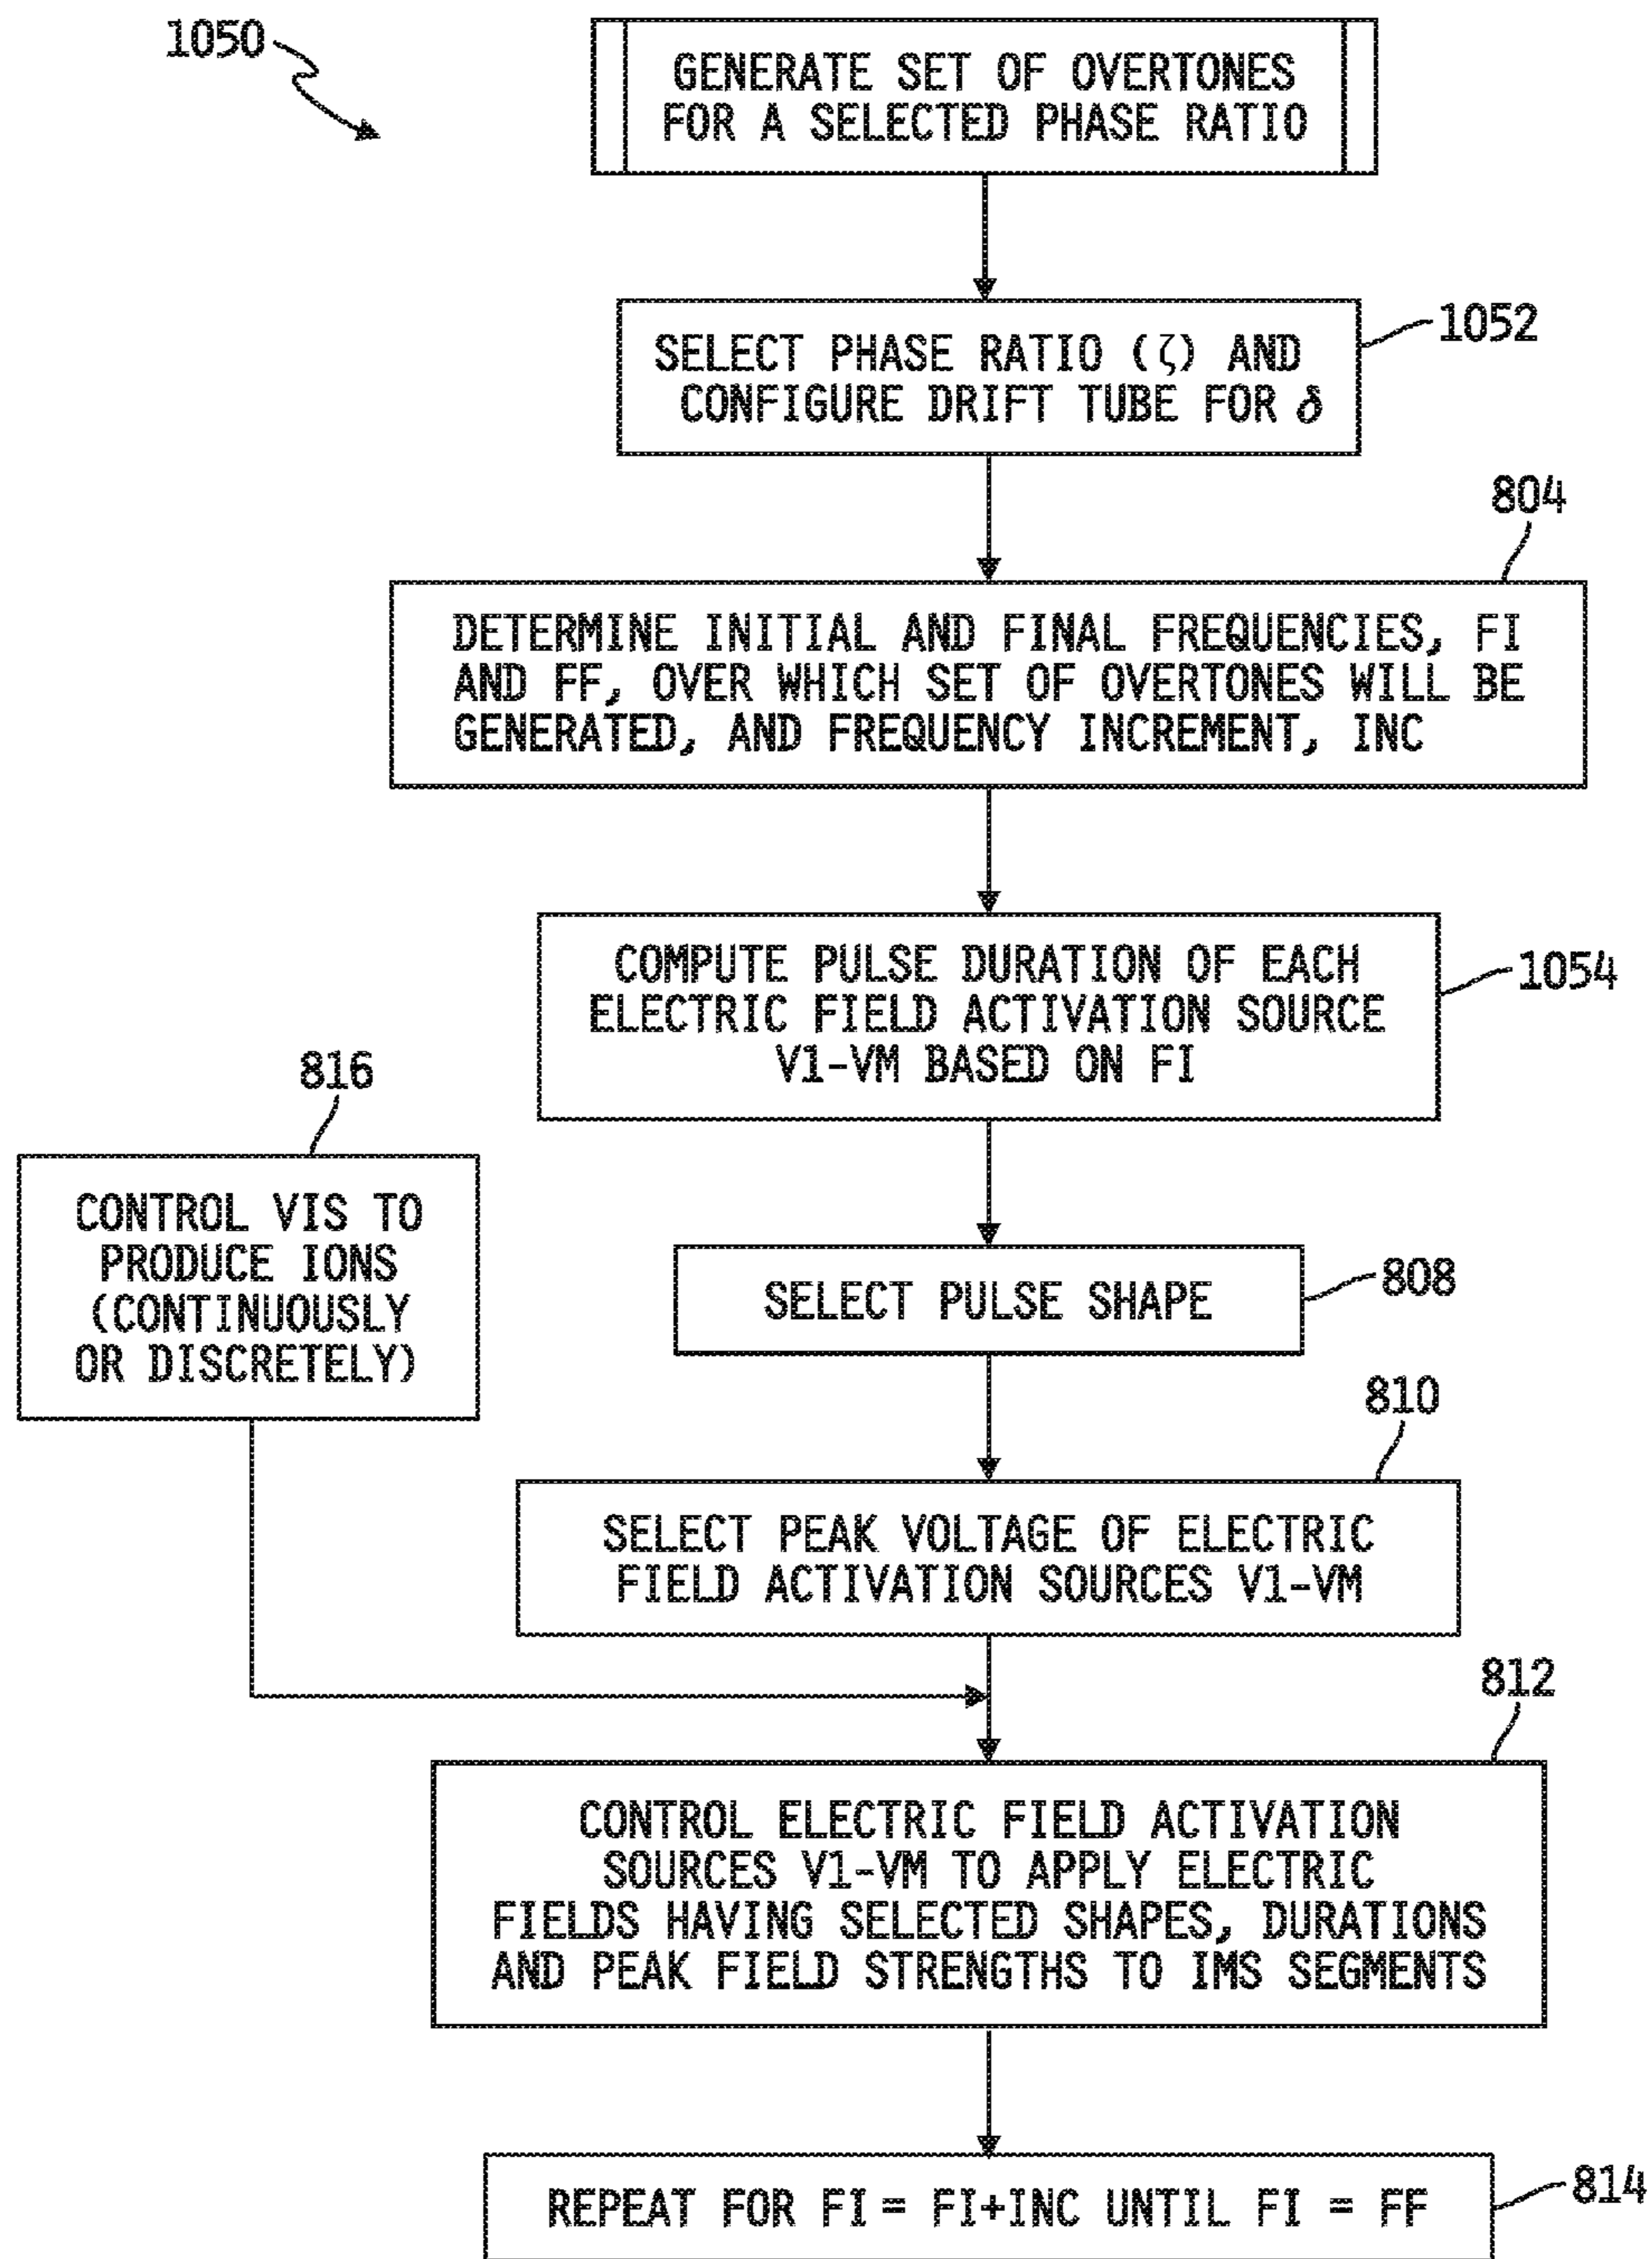 1050
GENERATE SET OF OVERTONES
FOR A SELECTED PHASE RATIO
1052
SELECT PHASE RATIO (ζ) AND
CONFIGURE DRIFT TUBE FOR ∂
804
DETERMINE INITIAL AND FINAL FREQUENCIES, FI
AND FF, OVER WHICH SET OF OVERTONES WILL BE
GENERATED, AND FREQUENCY INCREMENT, INC
1054
COMPUTE PULSE DURATION OF EACH
ELECTRIC FIELD ACTIVATION SOURCE
V1-VM BASED ON FI
816
CONTROL VIS TO
PRODUCE IONS
(CONTINUOUSLY
OR DISCRETELY)
808
SELECT PULSE SHAPE
810
SELECT PEAK VOLTAGE OF ELECTRIC
FIELD ACTIVATION SOURCES V1-VM
812
CONTROL ELECTRIC FIELD ACTIVATION
SOURCES V1-VM TO APPLY ELECTRIC
FIELDS HAVING SELECTED SHAPES, DURATIONS
AND PEAK FIELD STRENGTHS TO IMS SEGMENTS
814
REPEAT FOR FI = FI+INC UNTIL FI = FF